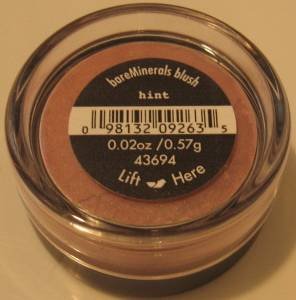 bareMinerals blush
hint
0 98132 09263 5
0.02oz /0.57g
43694
Lift Here